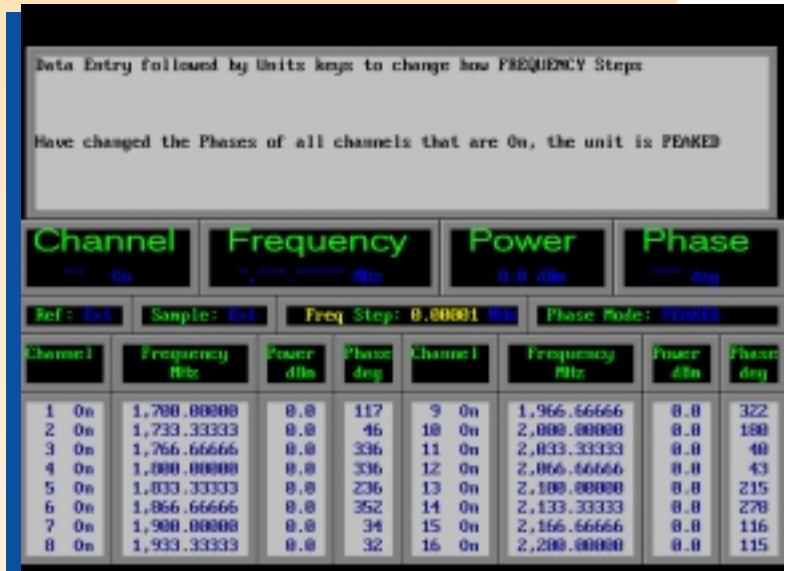 Data Entry followed by Units keys to change how FREQUENCY Steps
Have changed the Phases of all channels that are On, the unit is PEAKED
Channel Frequency Power Phase
On MHz 0.0 dBm deg
Ref: Ext Sample: Ext Freq Step: 0.00001 MHz Phase Mode: PEAKED
Channel Frequency MHz Power dBm Phase deg Channel Frequency MHz Power dBm Phase deg
1 On 1,700.00000 0.0 117 9 On 1,966.66666 0.0 322
2 On 1,733.33333 0.0 46 10 On 2,000.00000 0.0 180
3 On 1,766.66666 0.0 336 11 On 2,033.33333 0.0 40
4 On 1,800.00000 0.0 336 12 On 2,066.66666 0.0 43
5 On 1,833.33333 0.0 236 13 On 2,100.00000 0.0 215
6 On 1,866.66666 0.0 352 14 On 2,133.33333 0.0 278
7 On 1,900.00000 0.0 34 15 On 2,166.66666 0.0 116
8 On 1,933.33333 0.0 32 16 On 2,200.00000 0.0 115